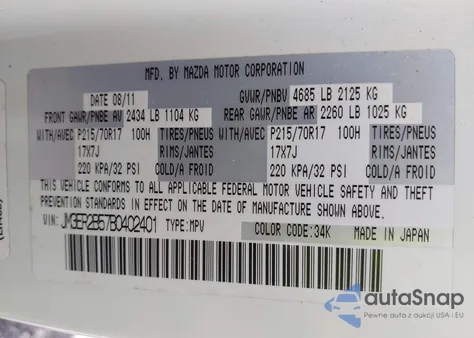 MFD. BY MAZDA MOTOR CORPORATION
DATE 08/11 GVWR/PNBV 4685 LB 2125 KG
FRONT GAWR/PNBE AV 2434 LB 1104 KG REAR GAWR/PNBE AR 2260 LB 1025 KG
WITH/AVEC P215/70R17 100H TIRES/PNEUS WITH/AVEC P215/70R17 100H TIRES/PNEUS
17X7J RIMS/JANTES 17X7J RIMS/JANTES
220 KPA/32 PSI COLD/A FROID 220 KPA/32 PSI COLD/A FROID
THIS VEHICLE CONFORMS TO ALL APPLICABLE FEDERAL MOTOR VEHICLE SAFETY AND THEFT
PREVENTION STANDARDS IN EFFECT ON THE DATE OF MANUFACTURE SHOWN ABOVE.
VIN: JM3ER2B57B0402401 TYPE: MPV COLOR CODE: 34K MADE IN JAPAN
autoSnap
Pewne auta z aukcji USA i EU